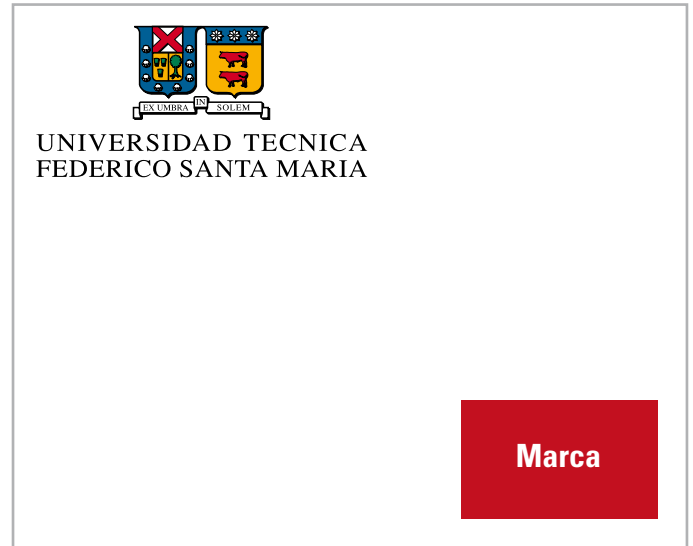 EX UMBRA IN SOLEM
UNIVERSIDAD TECNICA
FEDERICO SANTA MARIA
Marca